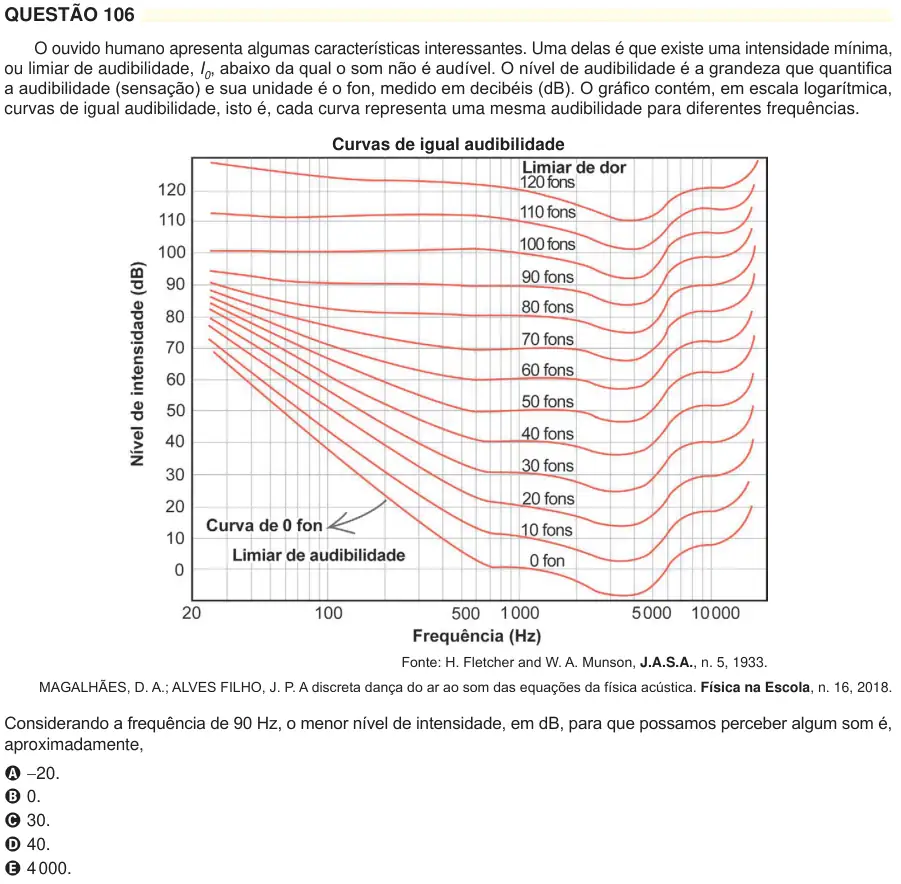 QUESTÃO 106
O ouvido humano apresenta algumas características interessantes. Uma delas é que existe uma intensidade mínima,
ou limiar de audibilidade, I0, abaixo da qual o som não é audível. O nível de audibilidade é a grandeza que quantifica
a audibilidade (sensação) e sua unidade é o fon, medido em decibéis (dB). O gráfico contém, em escala logarítmica,
curvas de igual audibilidade, isto é, cada curva representa uma mesma audibilidade para diferentes frequências.
Curvas de igual audibilidade
Limiar de dor
120 fons
110 fons
100 fons
90 fons
80 fons
70 fons
60 fons
50 fons
40 fons
30 fons
20 fons
10 fons
0 fon
Curva de 0 fon
Limiar de audibilidade
Nível de intensidade (dB)
120
110
100
90
80
70
60
50
40
30
20
10
0
20 100 500 1000 5000 10000
Frequência (Hz)
Fonte: H. Fletcher and W. A. Munson, J.A.S.A., n. 5, 1933.
MAGALHÃES, D. A.; ALVES FILHO, J. P. A discreta dança do ar ao som das equações da física acústica. Física na Escola, n. 16, 2018.
Considerando a frequência de 90 Hz, o menor nível de intensidade, em dB, para que possamos perceber algum som é,
aproximadamente,
A –20.
B 0.
C 30.
D 40.
E 4000.